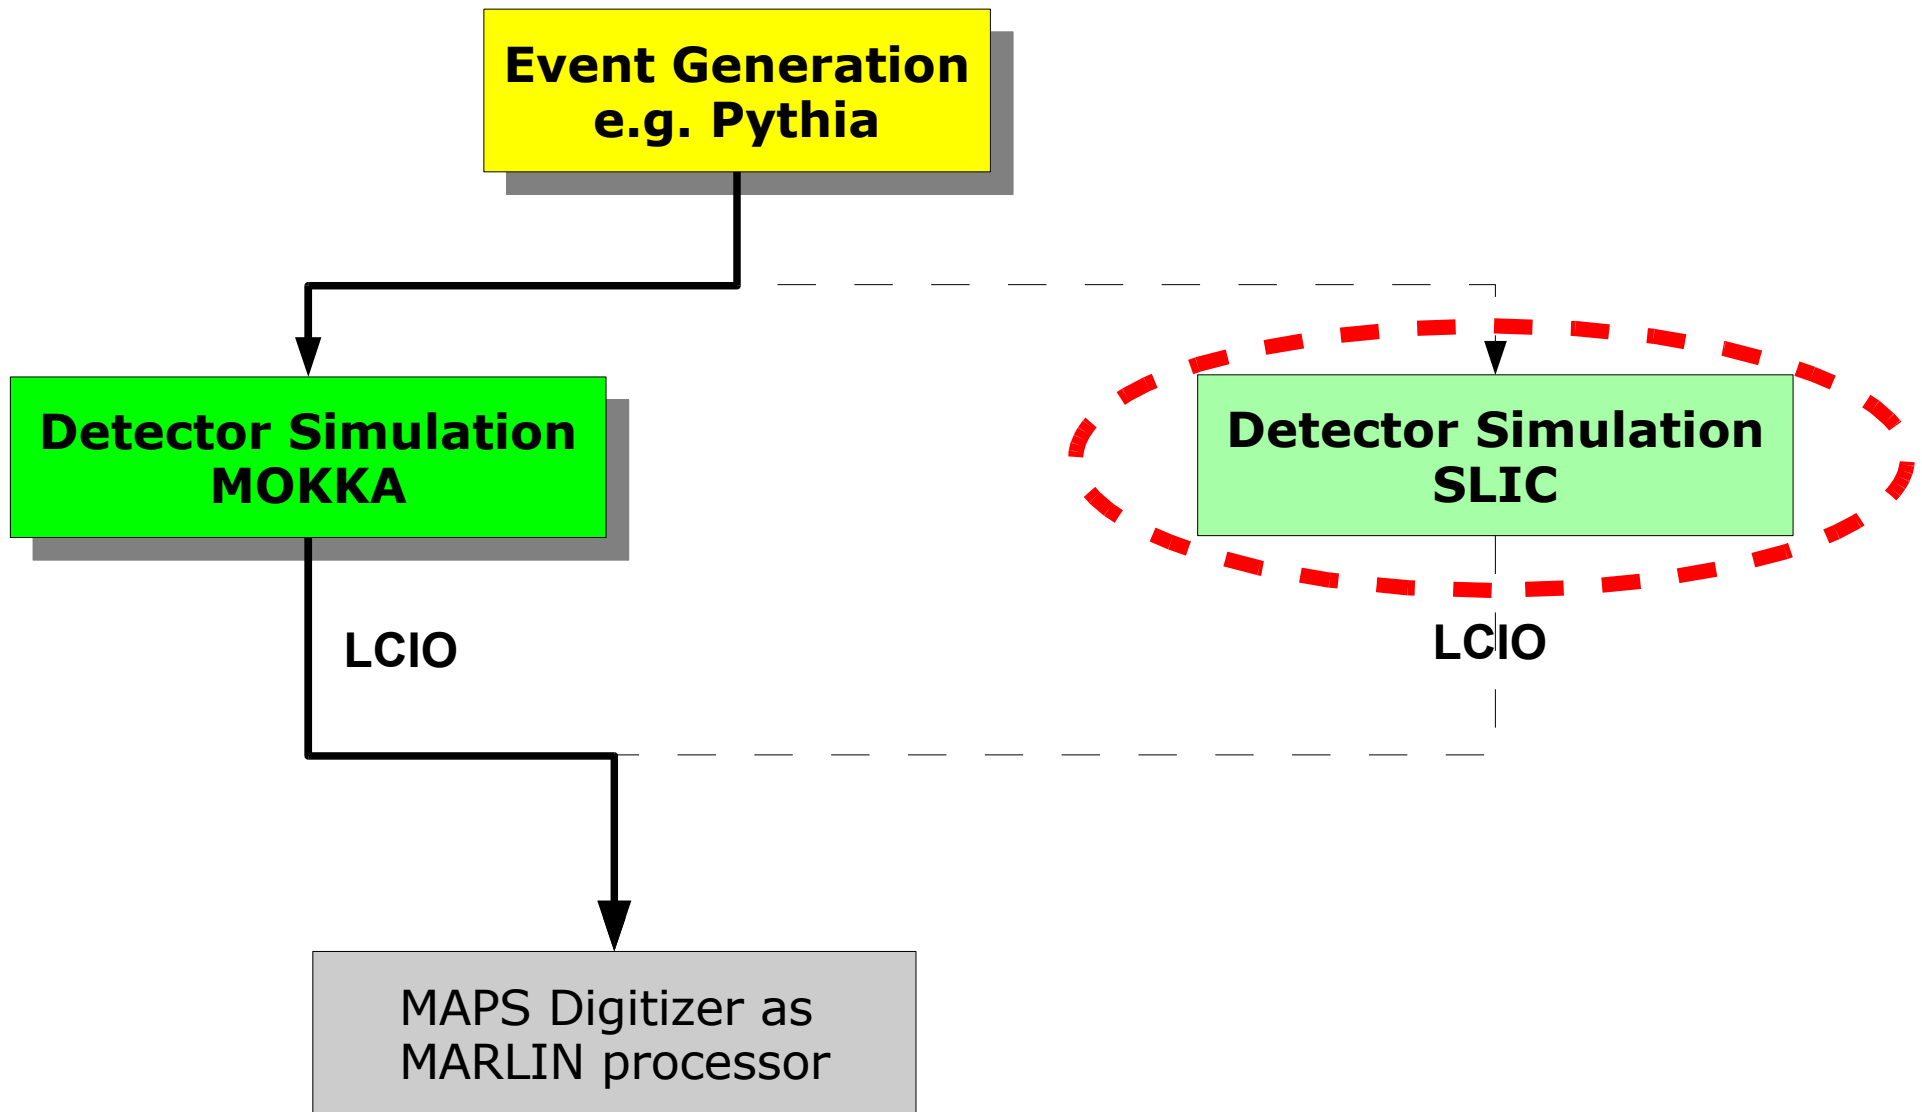 Event Generation
e.g. Pythia
Detector Simulation
MOKKA
Detector Simulation
SLIC
LCIO
LCIO
MAPS Digitizer as
MARLIN processor